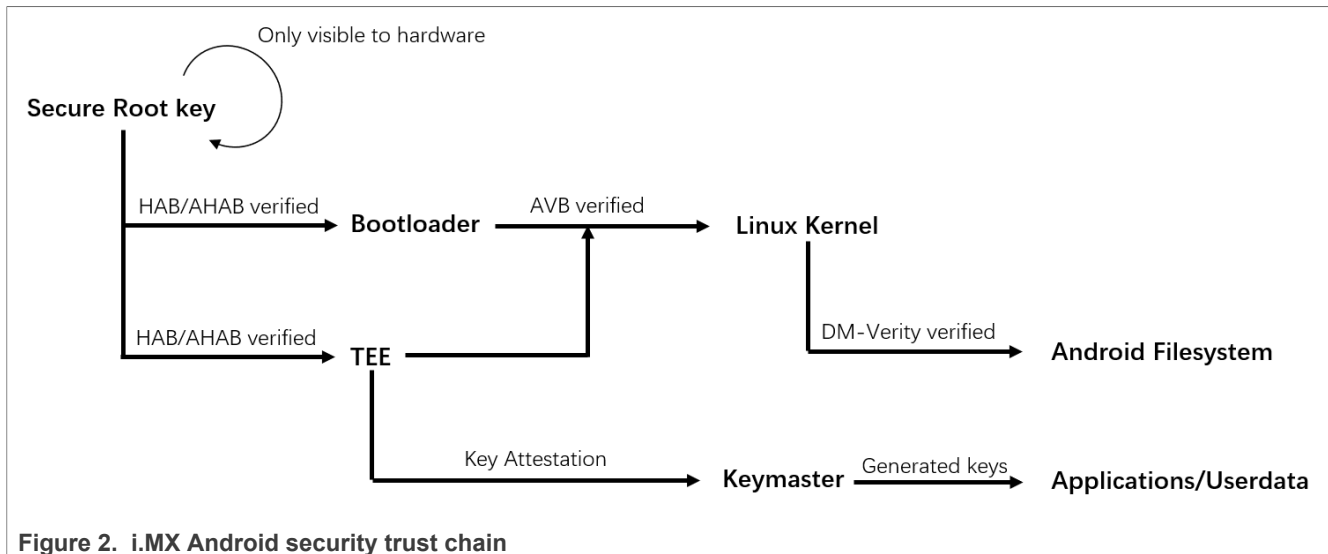 Only visible to hardware
Secure Root key
HAB/AHAB verified
Bootloader
AVB verified
Linux Kernel
HAB/AHAB verified
TEE
DM-Verity verified
Android Filesystem
Key Attestation
Keymaster
Generated keys
Applications/Userdata
Figure 2. i.MX Android security trust chain